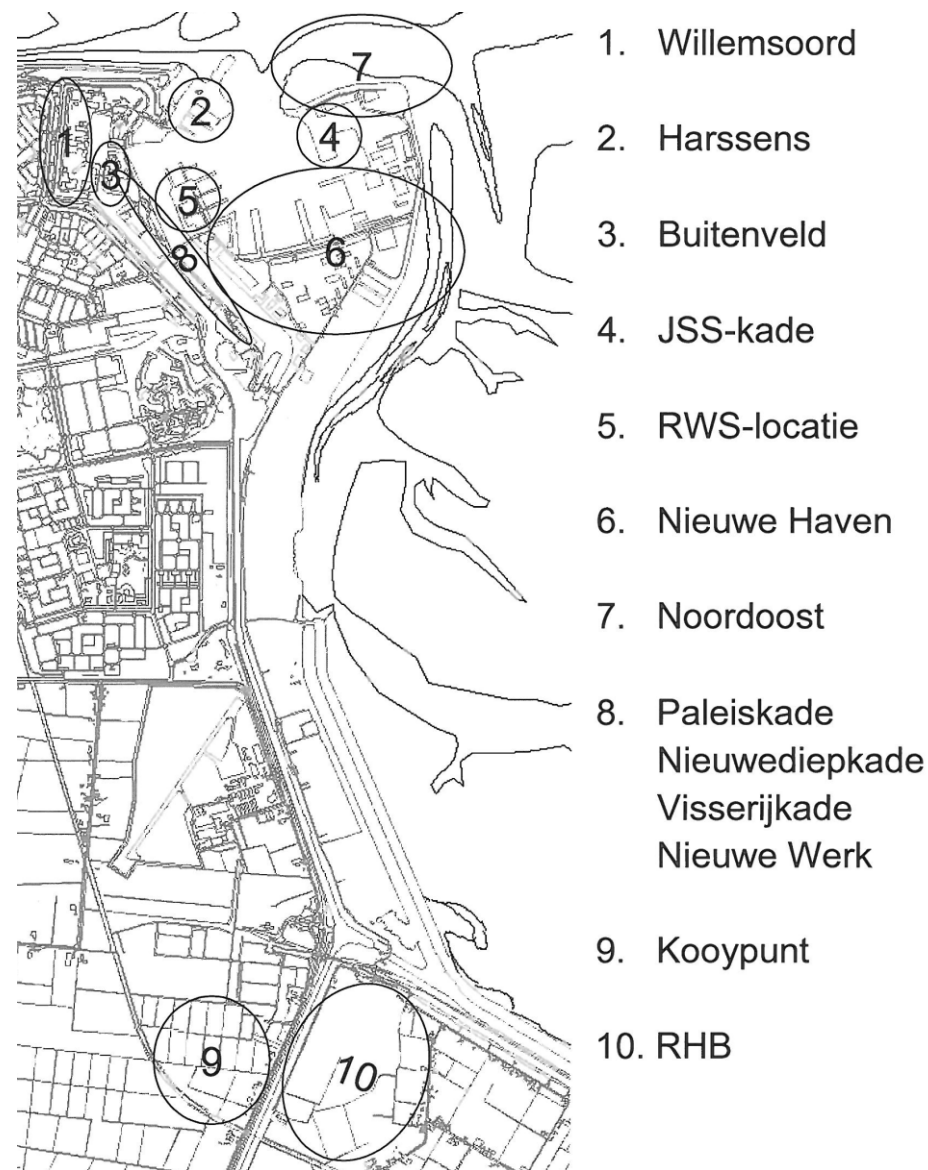 1. Willemsoord
2. Harssens
3. Buitenveld
4. JSS-kade
5. RWS-locatie
6. Nieuwe Haven
7. Noordoost
8. Paleiskade
Nieuwediepkade
Visserijkade
Nieuwe Werk
9. Kooypunt
10. RHB
7
2
1
4
3
5
8
6
9
10